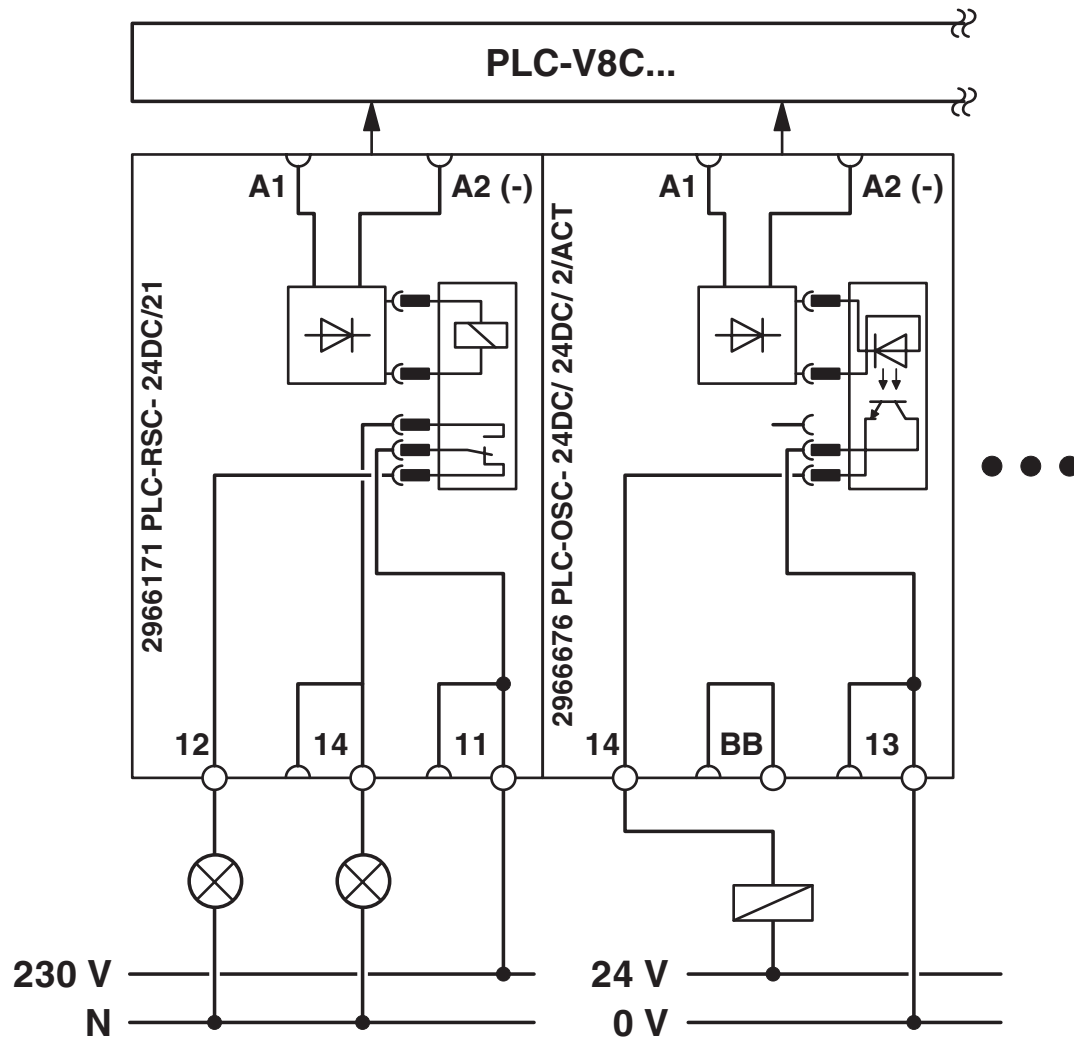 PLC-V8C...
A1
A2 (-)
A1
A2 (-)
2966171 PLC-RSC- 24DC/21
2966676 PLC-OSC- 24DC/ 24DC/ 2/ACT
12
14
11
14
BB
13
230 V
N
24 V
0 V